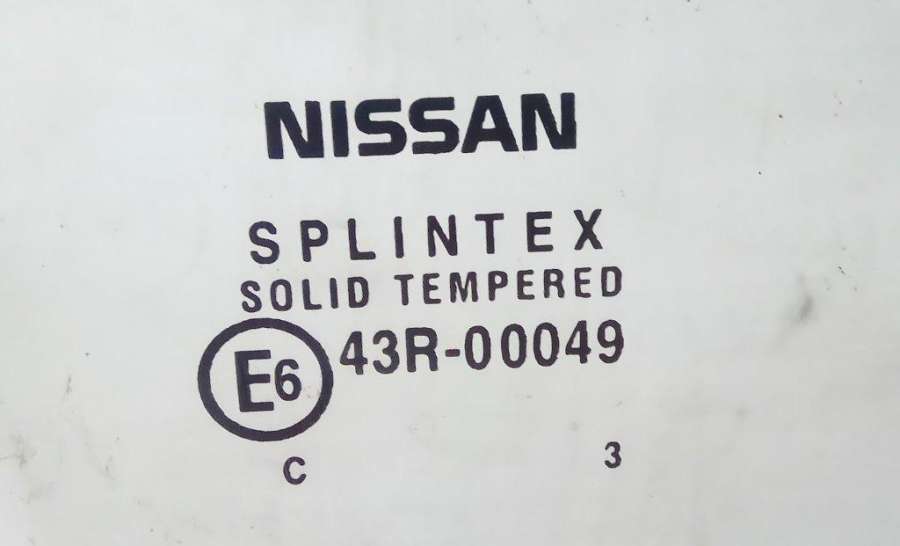 NISSAN
SPLINTEX
SOLID TEMPERED
E6 43R-00049
C 3